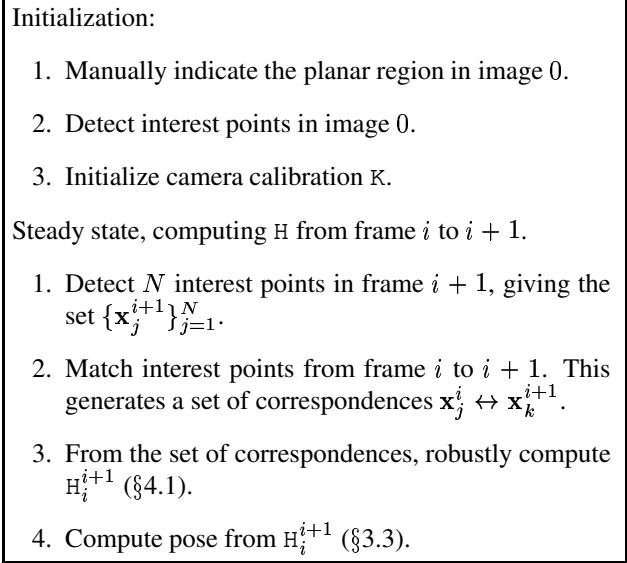 Initialization:
1. Manually indicate the planar region in image 0.
2. Detect interest points in image 0.
3. Initialize camera calibration K.
Steady state, computing H from frame i to i + 1.
1. Detect N interest points in frame i + 1, giving the
set {x_j^{i+1}}_{j=1}^N.
2. Match interest points from frame i to i + 1. This
generates a set of correspondences x_j^i ↔ x_k^{i+1}.
3. From the set of correspondences, robustly compute
H_i^{i+1} (§4.1).
4. Compute pose from H_i^{i+1} (§3.3).